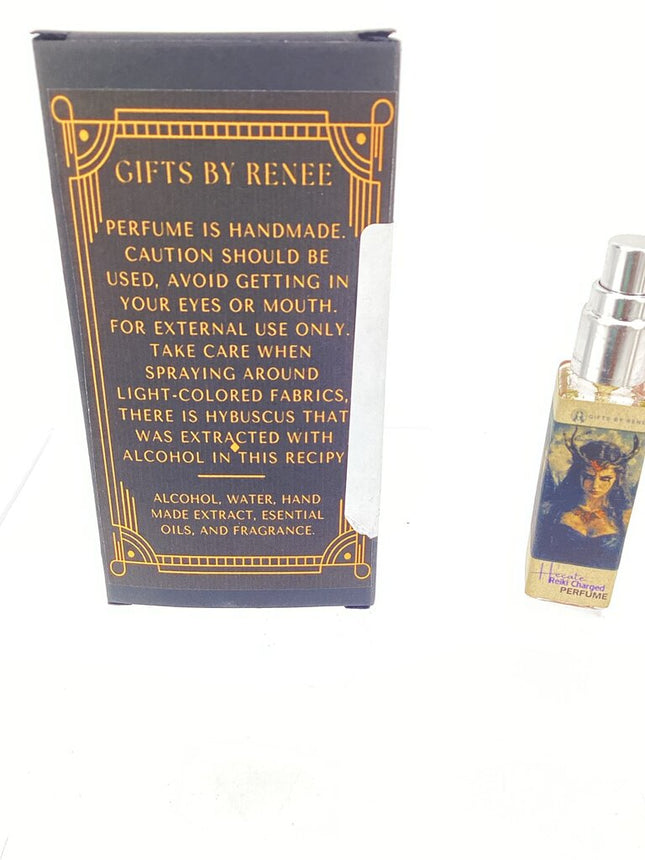 GIFTS BY RENEE
PERFUME IS HANDMADE.
CAUTION SHOULD BE
USED, AVOID GETTING IN
YOUR EYES OR MOUTH.
FOR EXTERNAL USE ONLY.
TAKE CARE WHEN
SPRAYING AROUND
LIGHT-COLORED FABRICS,
THERE IS HYBUSCUS THAT
WAS EXTRACTED WITH
ALCOHOL IN THIS RECIPY
ALCOHOL, WATER, HAND
MADE EXTRACT, ESENTIAL
OILS, AND FRAGRANCE.
GIFTS BY RENEE
Hecate
Reiki Charged
PERFUME